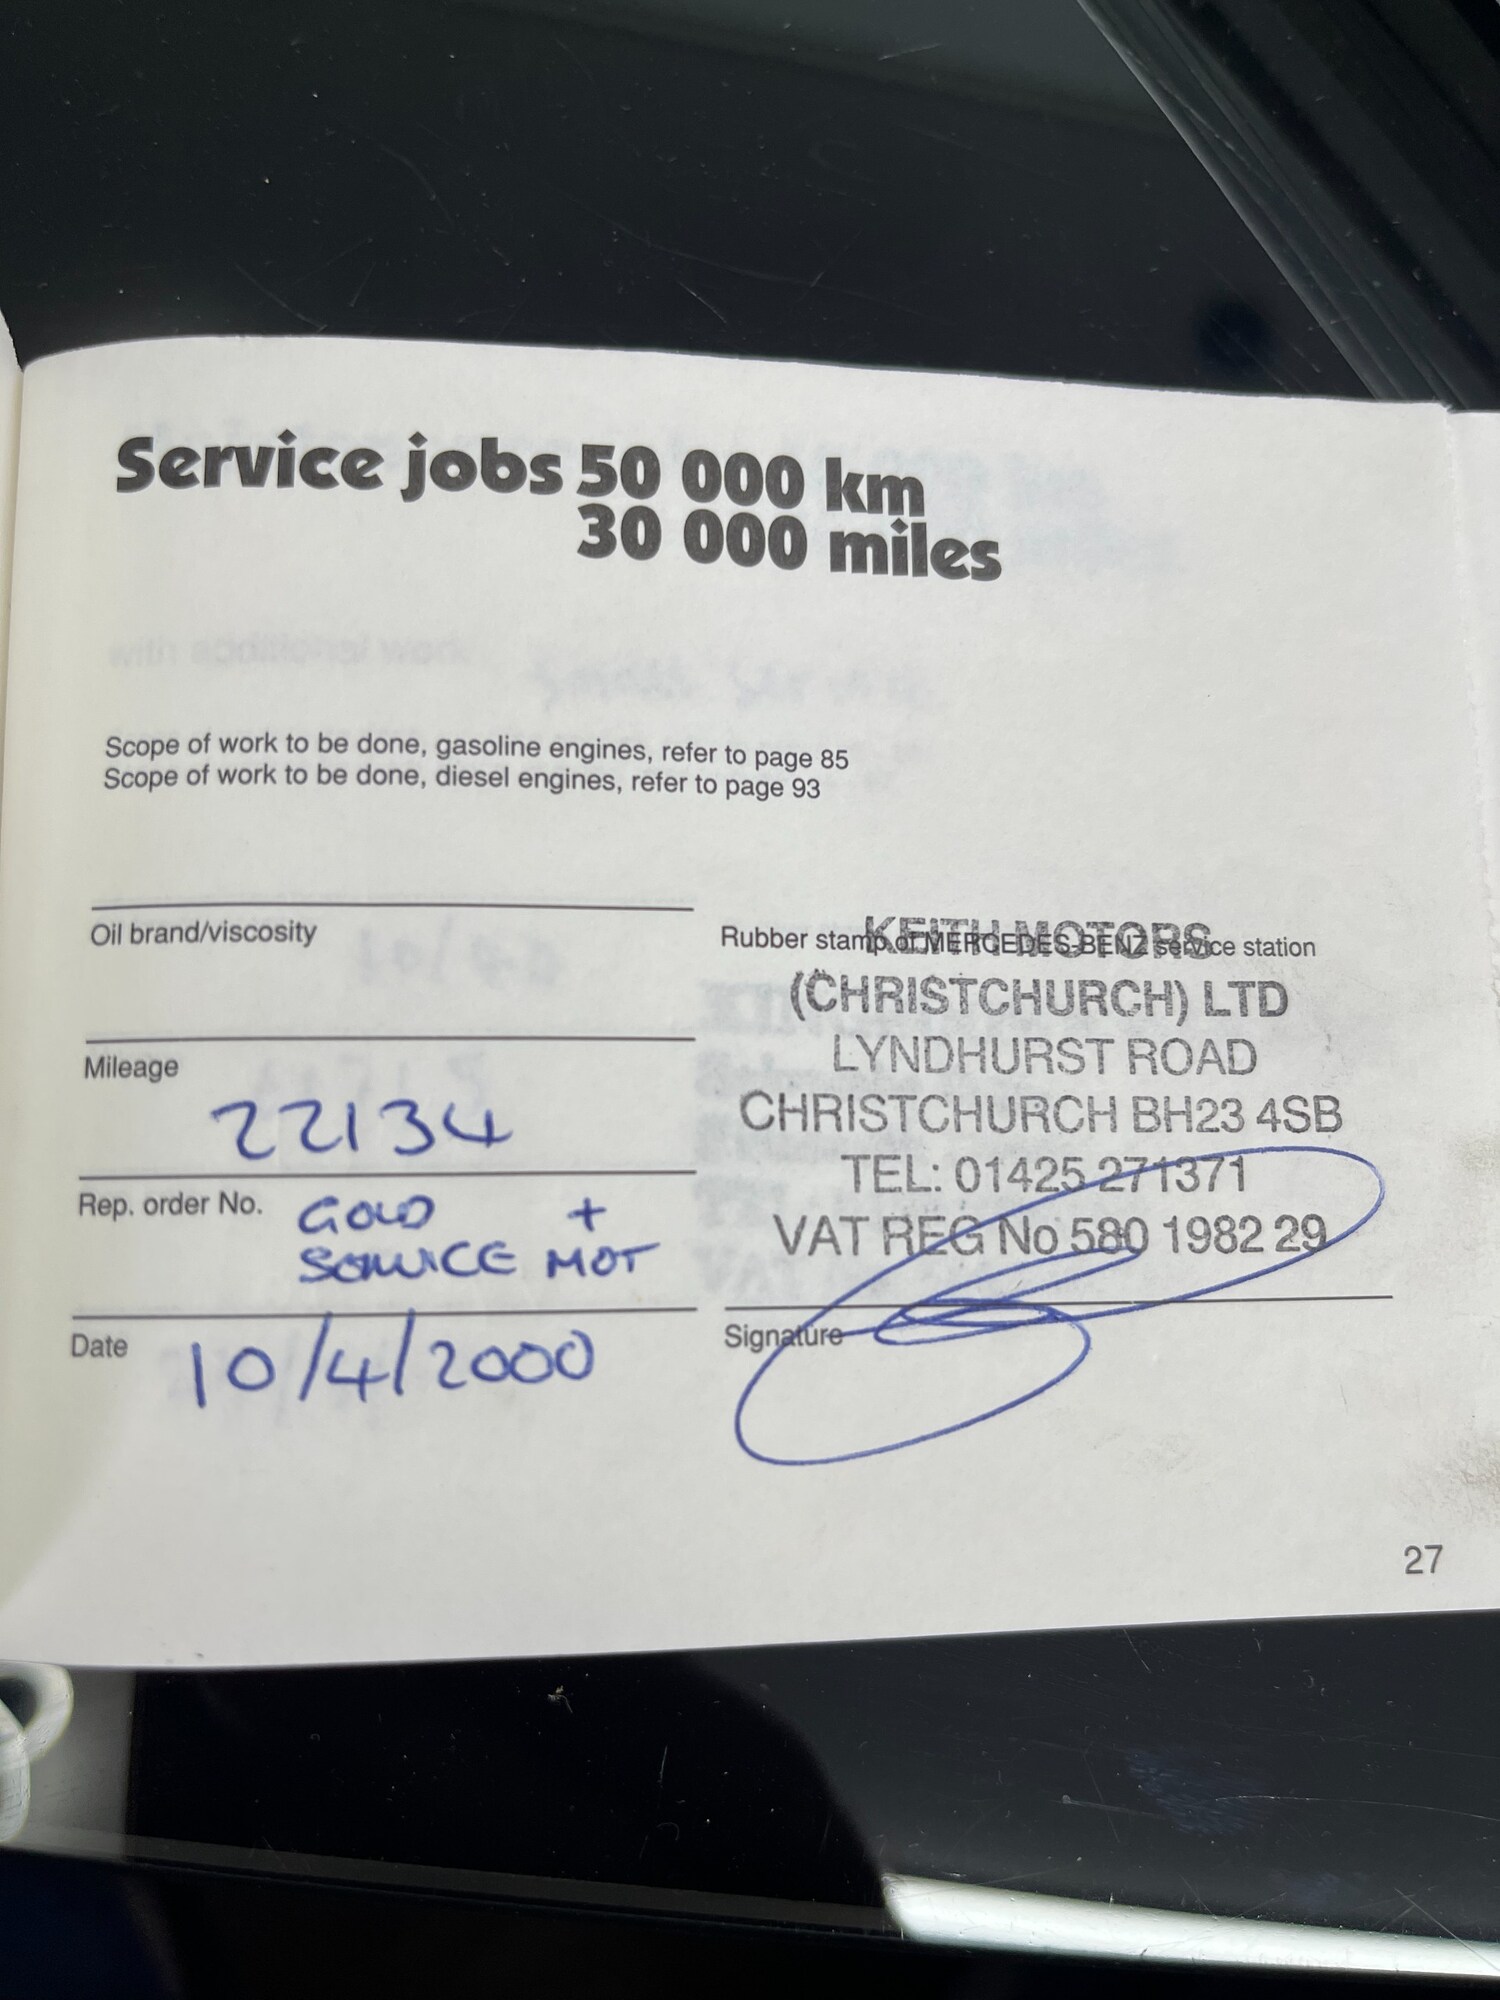 Service jobs 50 000 km
30 000 miles
Scope of work to be done, gasoline engines, refer to page 85
Scope of work to be done, diesel engines, refer to page 93
Oil brand/viscosity
Mileage
22134
Rep. order No. GOLD +
SERVICE MOT
Date 10/4/2000
Rubber stamp of MERCEDES-BENZ service station
KEITH MOTORS
(CHRISTCHURCH) LTD
LYNDHURST ROAD
CHRISTCHURCH BH23 4SB
TEL: 01425 271371
VAT REG No 580 1982 29
Signature
27